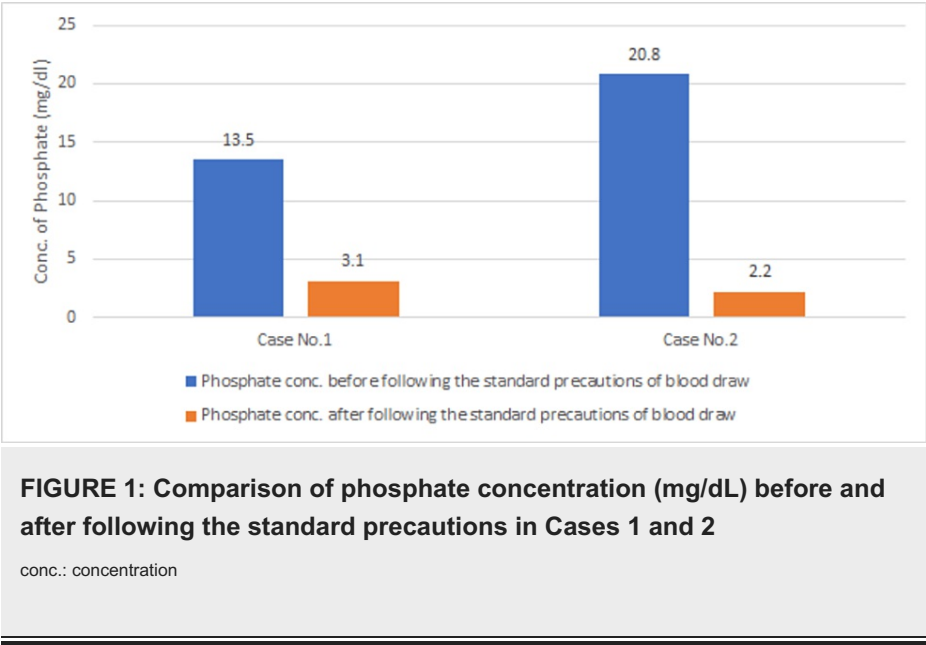 25
20.8
20
15
13.5
10
5
3.1
2.2
0
Conc. of Phosphate (mg/dl)
Case No.1
Case No.2
Phosphate conc. before following the standard precautions of blood draw
Phosphate conc. after following the standard precautions of blood draw
FIGURE 1: Comparison of phosphate concentration (mg/dL) before and
after following the standard precautions in Cases 1 and 2
conc.: concentration